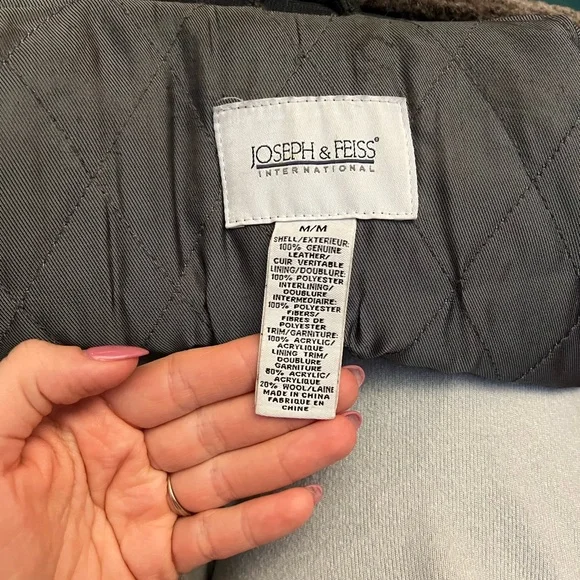 JOSEPH & FEISS®
INTERNATIONAL
M/M
SHELL/EXTERIEUR:
100% GENUINE
LEATHER/
CUIR VERITABLE
LINING/DOUBLURE:
100% POLYESTER
INTERLINING/
DOUBLURE
INTERMEDIAIRE:
100% POLYESTER
FIBERS/
FIBRES DE
POLYESTER
TRIM/GARNITURE:
100% ACRYLIC/
ACRYLIQUE
LINING TRIM/
DOUBLURE
GARNITURE
80% ACRYLIC/
ACRYLIQUE
20% WOOL/LAINE
MADE IN CHINA
FABRIQUE EN
CHINE